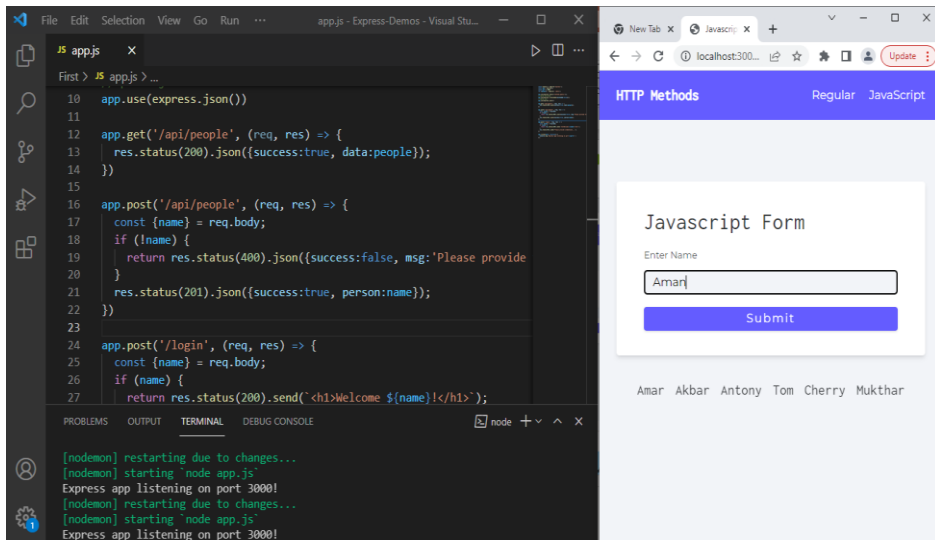 File Edit Selection View Go Run ··· app.js - Express-Demos - Visual Stu...
JS app.js
First > JS app.js > ...
10 app.use(express.json())
11
12 app.get('/api/people', (req, res) => {
13 res.status(200).json({success:true, data:people});
14 })
15
16 app.post('/api/people', (req, res) => {
17 const {name} = req.body;
18 if (!name) {
19 return res.status(400).json({success:false, msg:'Please provide
20 }
21 res.status(201).json({success:true, person:name});
22 })
23
24 app.post('/login', (req, res) => {
25 const {name} = req.body;
26 if (name) {
27 return res.status(200).send(`<h1>Welcome ${name}!</h1>`);
PROBLEMS OUTPUT TERMINAL DEBUG CONSOLE node
[nodemon] restarting due to changes...
[nodemon] starting `node app.js`
Express app listening on port 3000!
[nodemon] restarting due to changes...
[nodemon] starting `node app.js`
Express app listening on port 3000!
1
New Tab Javascrip
localhost:300... Update
HTTP Methods Regular JavaScript
Javascript Form
Enter Name
Aman
Submit
Amar Akbar Antony Tom Cherry Mukthar